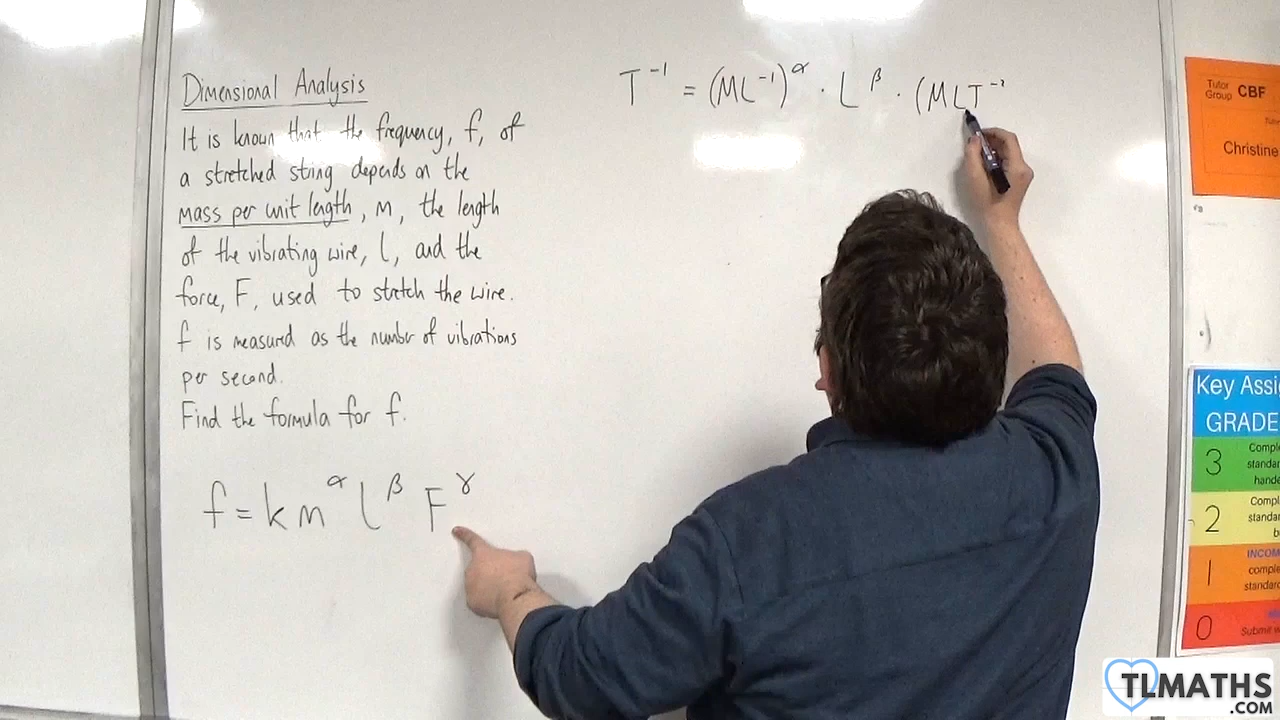 Dimensional Analysis
It is known that the frequency, f, of
a stretched string depends on the
mass per unit length, m, the length
of the vibrating wire, l, and the
force, F, used to stretch the wire.
f is measured as the number of vibrations
per second.
Find the formula for f.
f = k m^α l^β F^γ
T⁻¹ = (ML⁻¹)^α · L^β · (MLT⁻²
Tutor
Group CBF
Christine
Key Assi
GRADE
3
2
1
INCOM
0
Submit w
TLMATHS
.COM